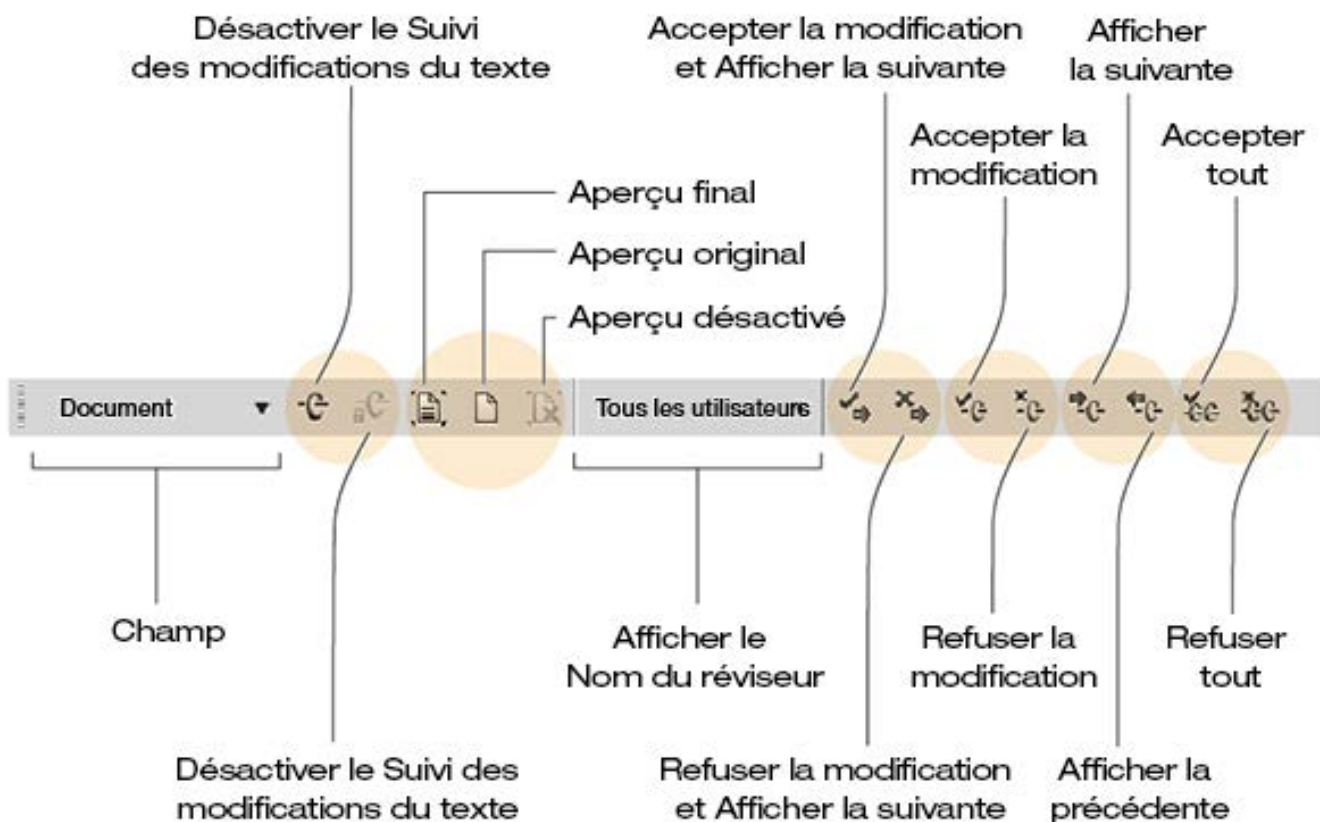 Désactiver le Suivi
des modifications du texte
Accepter la modification
et Afficher la suivante
Afficher
la suivante
Accepter la
modification
Accepter
tout
Aperçu final
Aperçu original
Aperçu désactivé
Document
Tous les utilisateurs
Champ
Afficher le
Nom du réviseur
Refuser la
modification
Refuser
tout
Désactiver le Suivi des
modifications du texte
Refuser la modification
et Afficher la suivante
Afficher la
précédente